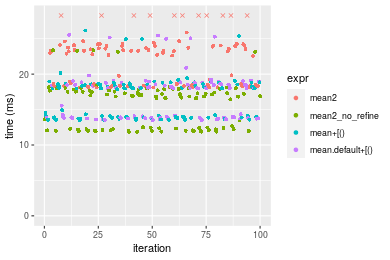 time (ms)
20
10
0
0
25
50
75
100
iteration
expr
mean2
mean2_no_refine
mean+[()
mean.default+[()